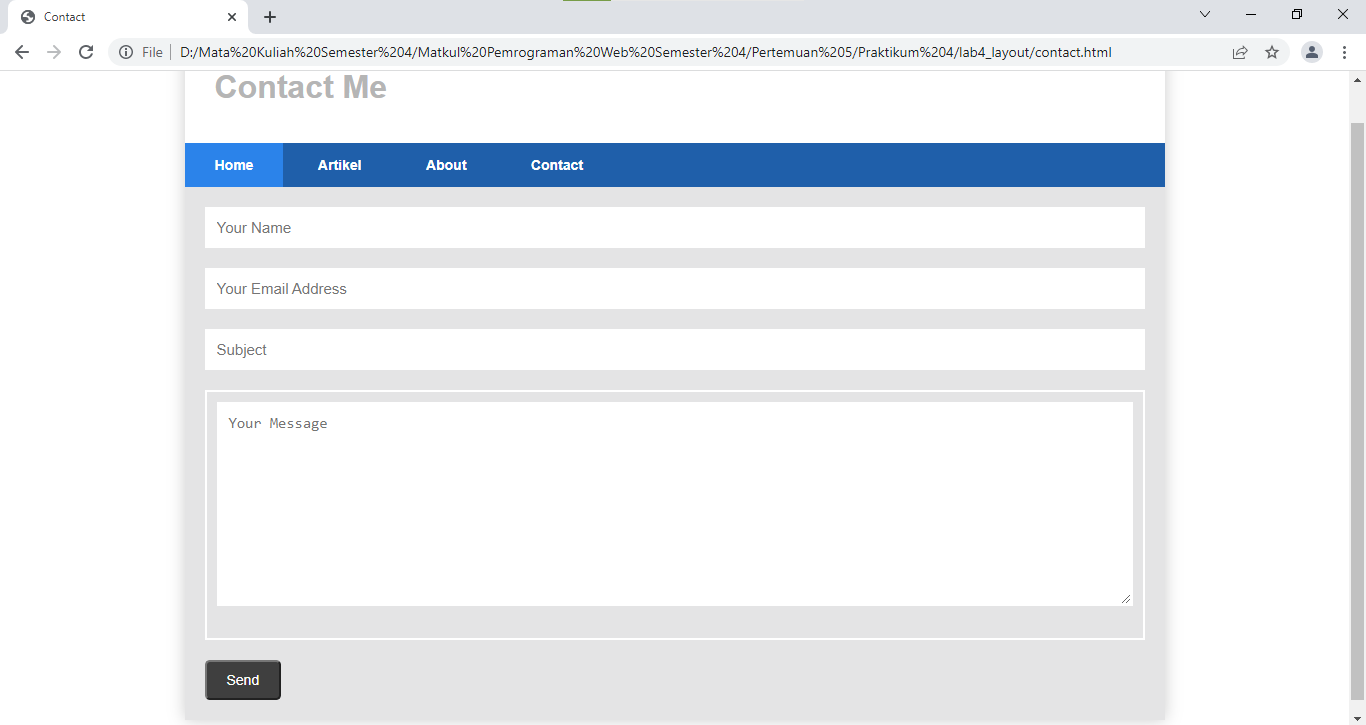 Contact
File D:/Mata%20Kuliah%20Semester%204/Matkul%20Pemrograman%20Web%20Semester%204/Pertemuan%205/Praktikum%204/lab4_layout/contact.html
Contact Me
Home Artikel About Contact
Your Name
Your Email Address
Subject
Your Message
Send